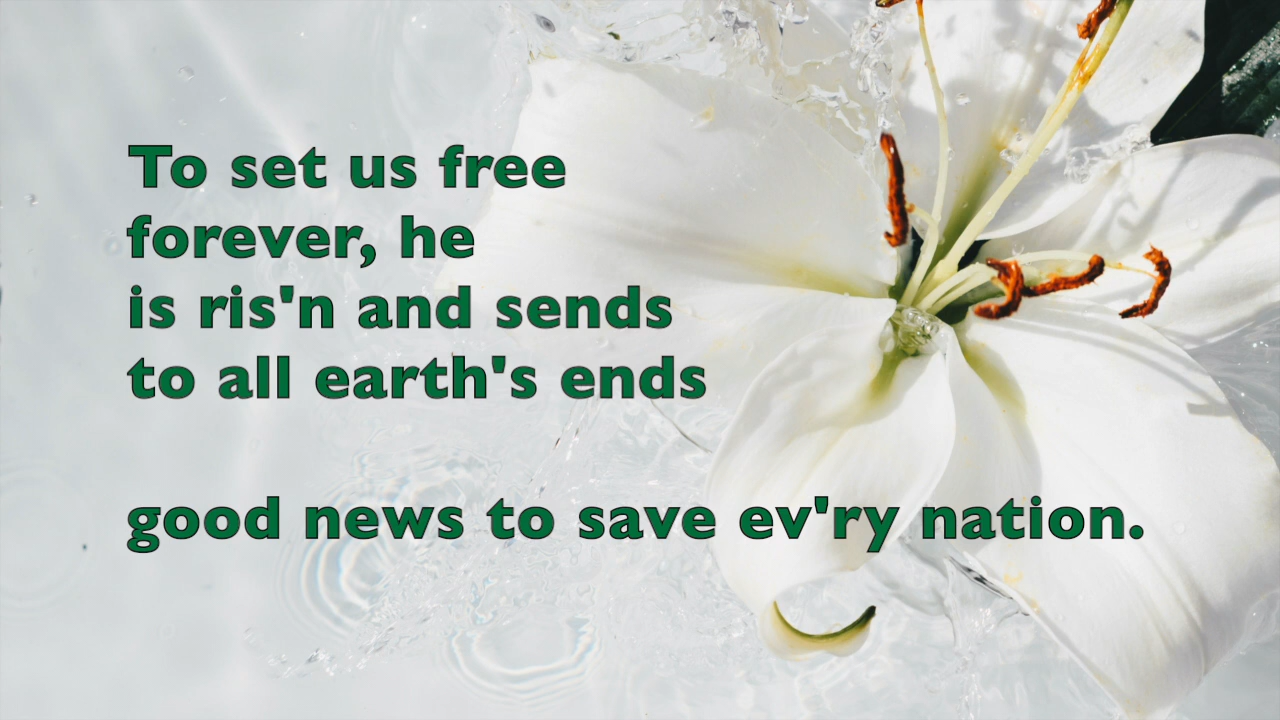 To set us free
forever, he
is ris'n and sends
to all earth's ends
good news to save ev'ry nation.